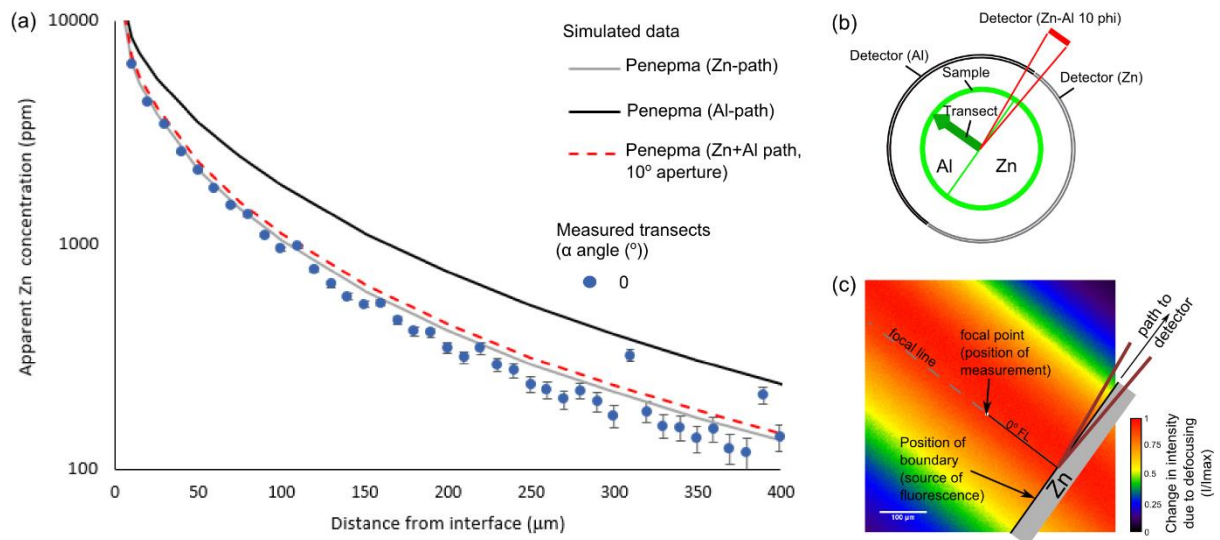 (a)
10000
1000
100
Apparent Zn concentration (ppm)
0
50
100
150
200
250
300
350
400
Distance from interface (µm)
Simulated data
Penepma (Zn-path)
Penepma (Al-path)
Penepma (Zn+Al path,
10º aperture)
Measured transects
(α angle (º))
0
(b)
Detector (Zn-Al 10 phi)
Detector (Al)
Detector (Zn)
Sample
Transect
Al
Zn
(c)
path to
detector
focal line
focal point
(position of
measurement)
0º FL
Position of
boundary
(source of
fluorescence)
Zn
100 µm
1
0.75
0.5
0.25
0
Change in intensity
due to defocusing
(I/Imax)